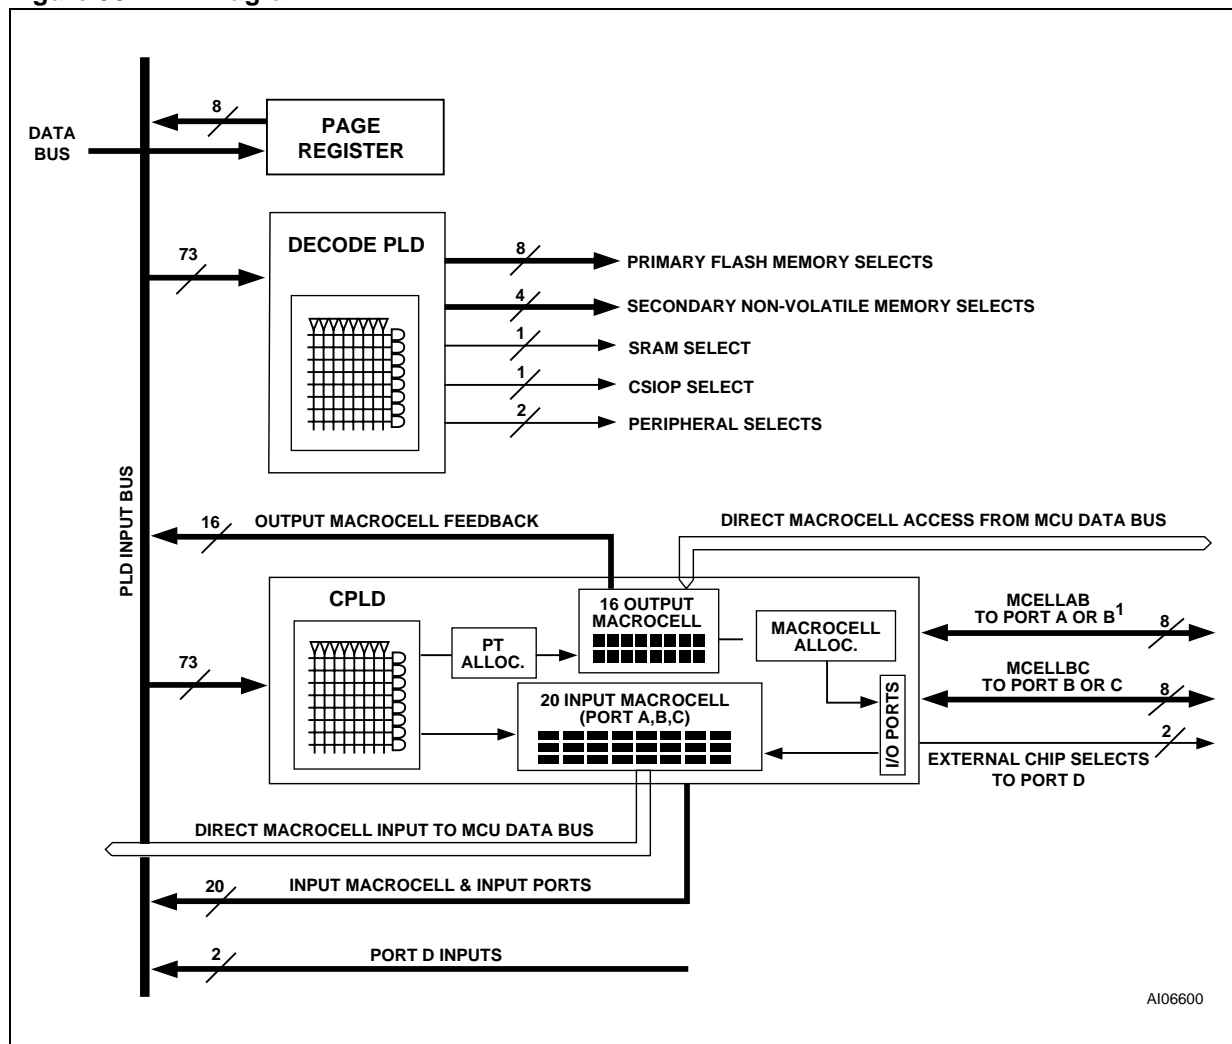 8
PAGE
REGISTER
DATA
BUS
73
DECODE PLD
8
PRIMARY FLASH MEMORY SELECTS
4
SECONDARY NON-VOLATILE MEMORY SELECTS
1
SRAM SELECT
1
CSIOP SELECT
2
PERIPHERAL SELECTS
PLD INPUT BUS
16
OUTPUT MACROCELL FEEDBACK
DIRECT MACROCELL ACCESS FROM MCU DATA BUS
73
CPLD
PT
ALLOC.
16 OUTPUT
MACROCELL
MACROCELL
ALLOC.
20 INPUT MACROCELL
(PORT A,B,C)
I/O PORTS
MCELLAB
TO PORT A OR B1
8
MCELLBC
TO PORT B OR C
8
2
EXTERNAL CHIP SELECTS
TO PORT D
DIRECT MACROCELL INPUT TO MCU DATA BUS
20
INPUT MACROCELL & INPUT PORTS
2
PORT D INPUTS
AI06600